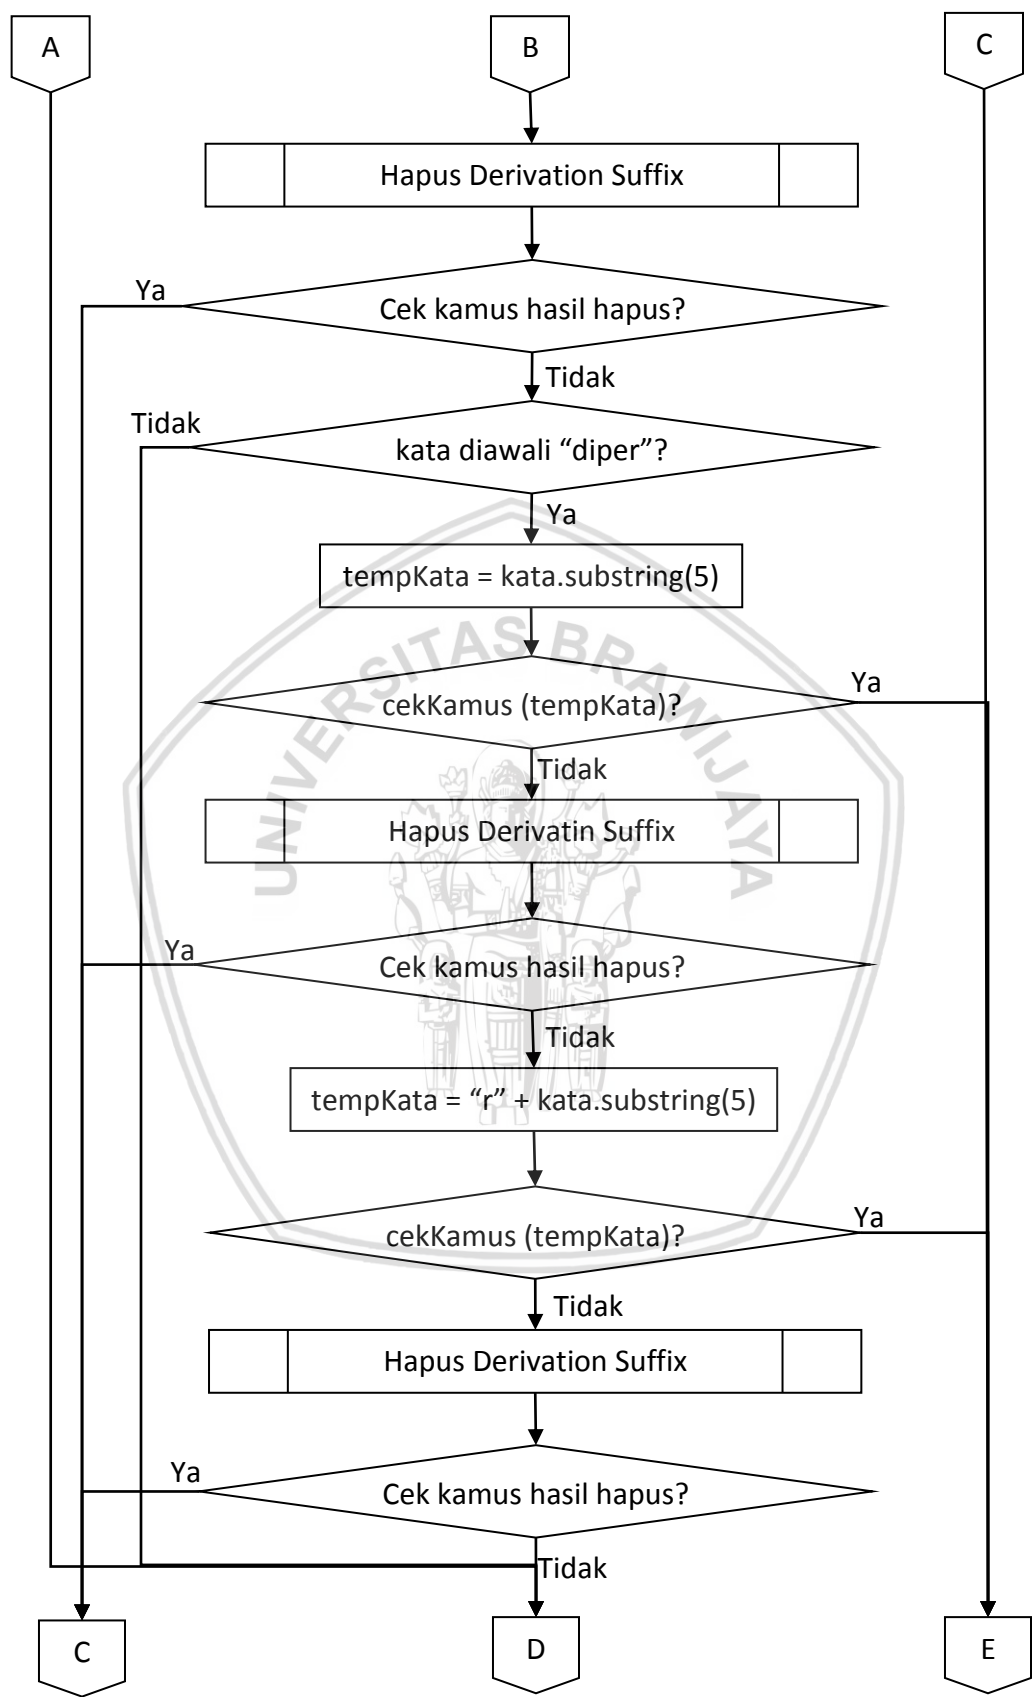 A
B
C
Hapus Derivation Suffix
Ya
Cek kamus hasil hapus?
Tidak
Tidak
kata diawali “diper”?
Ya
tempKata = kata.substring(5)
UNIVERSITAS BRAWIJAYA
Ya
cekKamus (tempKata)?
Tidak
Hapus Derivatin Suffix
Ya
Cek kamus hasil hapus?
Tidak
tempKata = “r” + kata.substring(5)
Ya
cekKamus (tempKata)?
Tidak
Hapus Derivation Suffix
Ya
Cek kamus hasil hapus?
Tidak
C
D
E